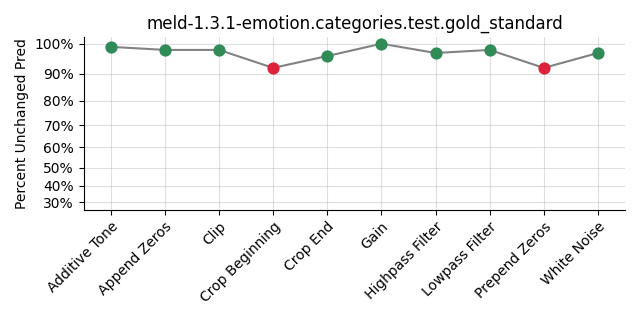 meld-1.3.1-emotion.categories.test.gold_standard
Percent Unchanged Pred
100%
90%
80%
70%
60%
50%
40%
30%
Additive Tone
Append Zeros
Clip
Crop Beginning
Crop End
Gain
Highpass Filter
Lowpass Filter
Prepend Zeros
White Noise